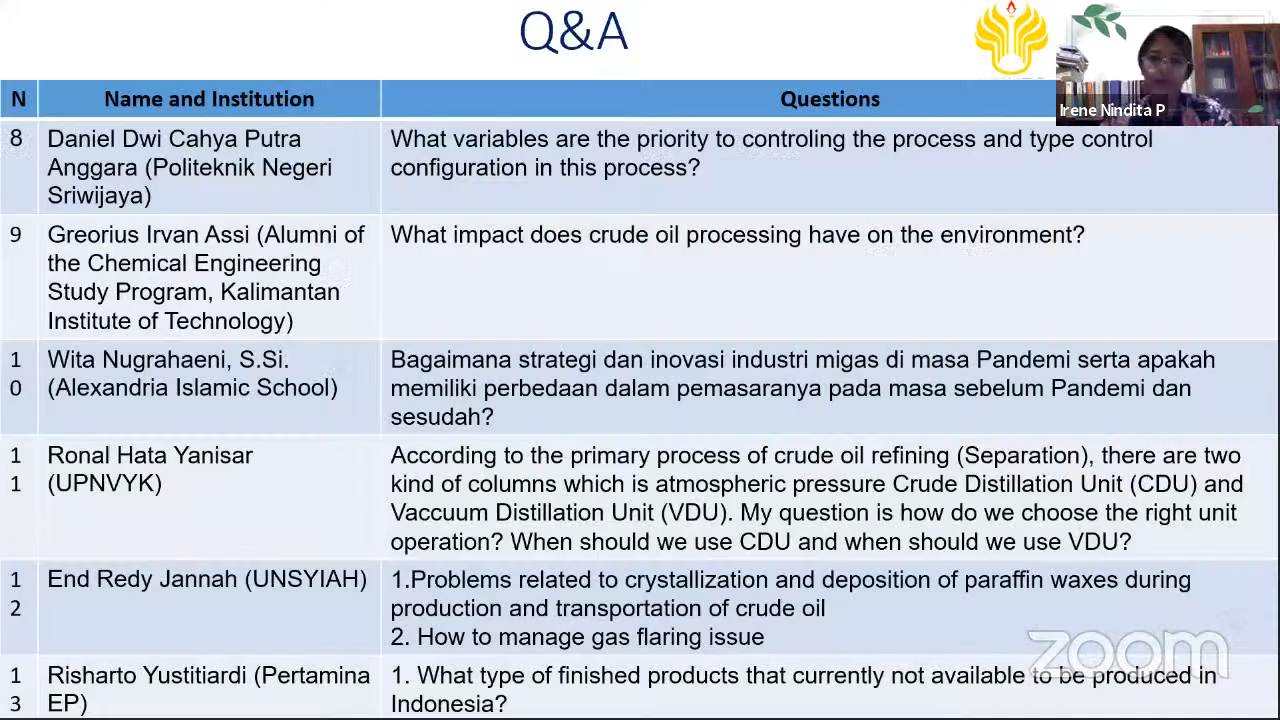 Q&A
Irene Nindita P
N Name and Institution Questions
8 Daniel Dwi Cahya Putra Anggara (Politeknik Negeri Sriwijaya)
What variables are the priority to controling the process and type control
configuration in this process?
9 Greorius Irvan Assi (Alumni of
the Chemical Engineering
Study Program, Kalimantan
Institute of Technology)
What impact does crude oil processing have on the environment?
1
0
Wita Nugrahaeni, S.Si.
(Alexandria Islamic School)
Bagaimana strategi dan inovasi industri migas di masa Pandemi serta apakah
memiliki perbedaan dalam pemasaranya pada masa sebelum Pandemi dan
sesudah?
1
1
Ronal Hata Yanisar
(UPNVYK)
According to the primary process of crude oil refining (Separation), there are two
kind of columns which is atmospheric pressure Crude Distillation Unit (CDU) and
Vaccuum Distillation Unit (VDU). My question is how do we choose the right unit
operation? When should we use CDU and when should we use VDU?
1
2
End Redy Jannah (UNSYIAH)
1.Problems related to crystallization and deposition of paraffin waxes during
production and transportation of crude oil
2. How to manage gas flaring issue
1
3
Risharto Yustitiardi (Pertamina
EP)
1. What type of finished products that currently not available to be produced in
Indonesia?
zoom